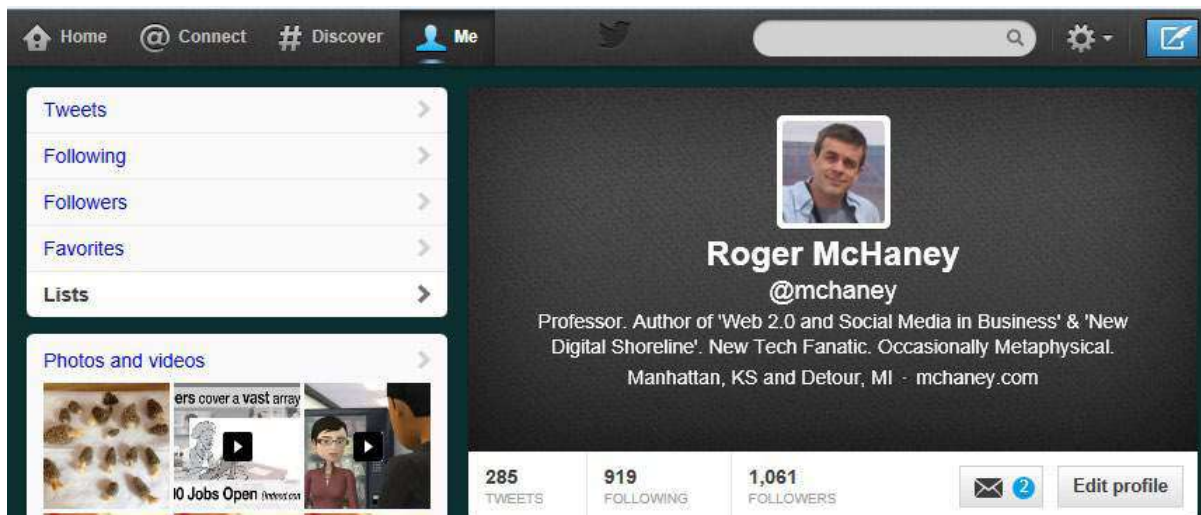 Home Connect Discover Me
Tweets
Following
Followers
Favorites
Lists
Photos and videos
ers cover a vast array
00 Jobs Open (Indeed.com
Roger McHaney
@mchaney
Professor. Author of 'Web 2.0 and Social Media in Business' & 'New
Digital Shoreline'. New Tech Fanatic. Occasionally Metaphysical.
Manhattan, KS and Detour, MI · mchaney.com
285 919 1,061
TWEETS FOLLOWING FOLLOWERS
2 Edit profile